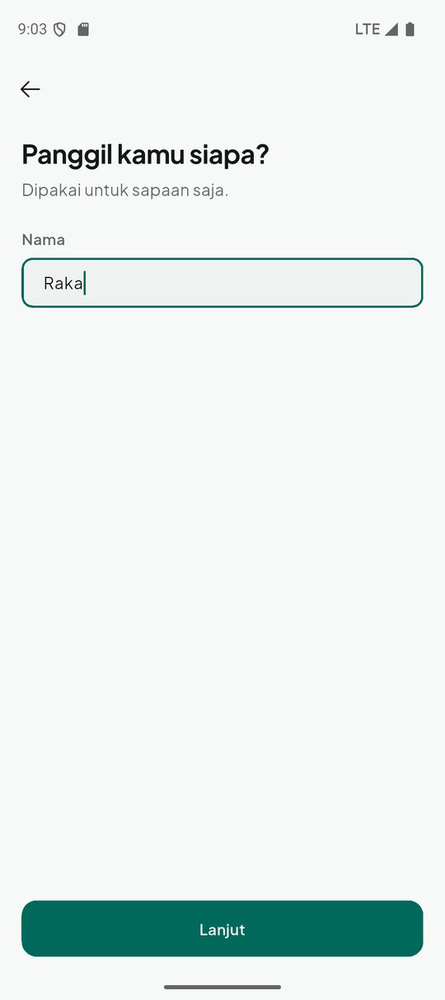 9:03
LTE
Panggil kamu siapa?
Dipakai untuk sapaan saja.
Nama
Raka
Lanjut